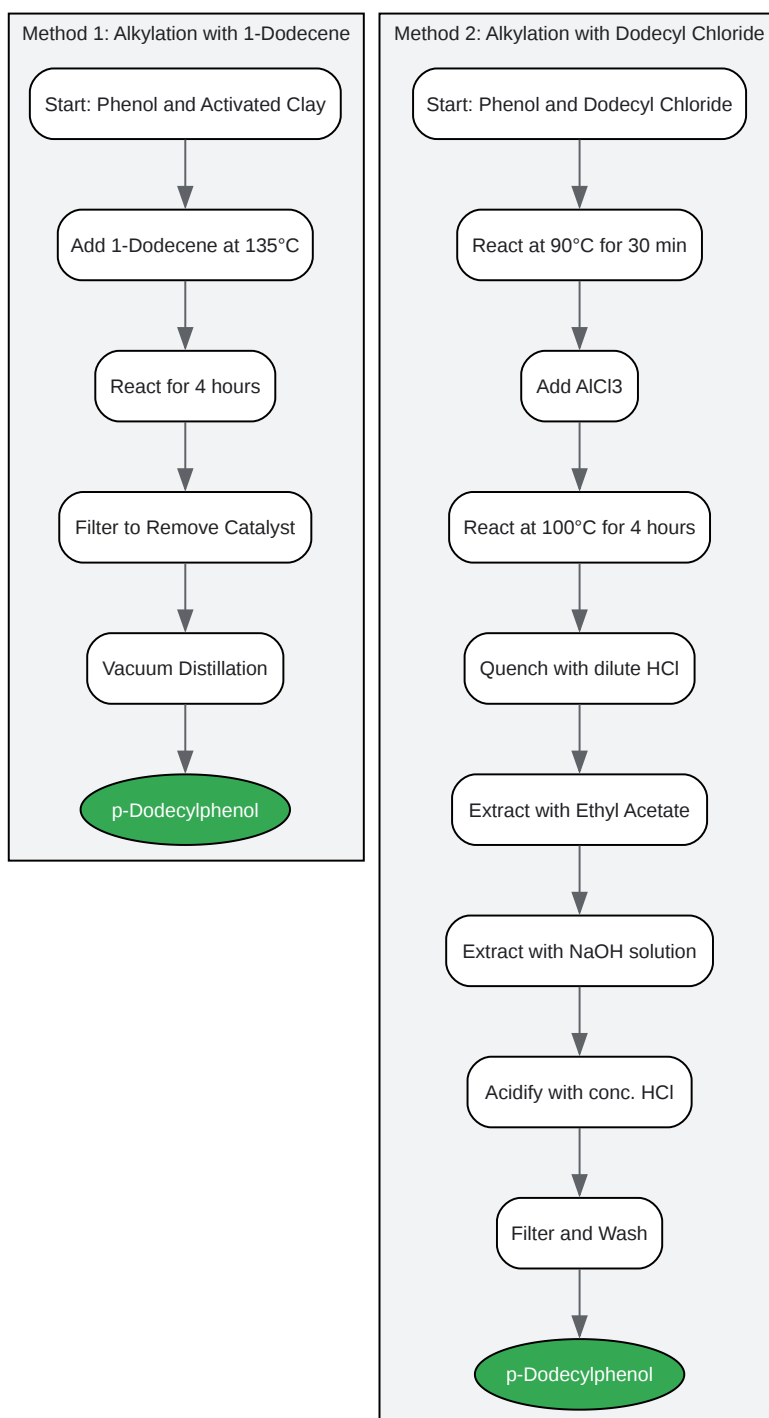 Method 1: Alkylation with 1-Dodecene
Start: Phenol and Activated Clay
Add 1-Dodecene at 135°C
React for 4 hours
Filter to Remove Catalyst
Vacuum Distillation
p-Dodecylphenol
Method 2: Alkylation with Dodecyl Chloride
Start: Phenol and Dodecyl Chloride
React at 90°C for 30 min
Add AlCl3
React at 100°C for 4 hours
Quench with dilute HCl
Extract with Ethyl Acetate
Extract with NaOH solution
Acidify with conc. HCl
Filter and Wash
p-Dodecylphenol